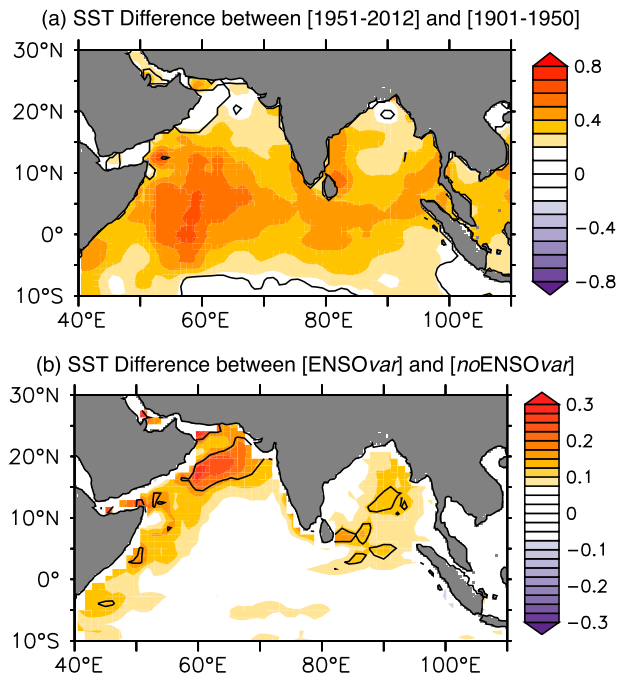 (a) SST Difference between [1951-2012] and [1901-1950]
30°N
20°N
10°N
0°
10°S
40°E 60°E 80°E 100°E
0.8
0.4
0
−0.4
−0.8
(b) SST Difference between [ENSOvar] and [noENSOvar]
30°N
20°N
10°N
0°
10°S
40°E 60°E 80°E 100°E
0.3
0.2
0.1
0
−0.1
−0.2
−0.3